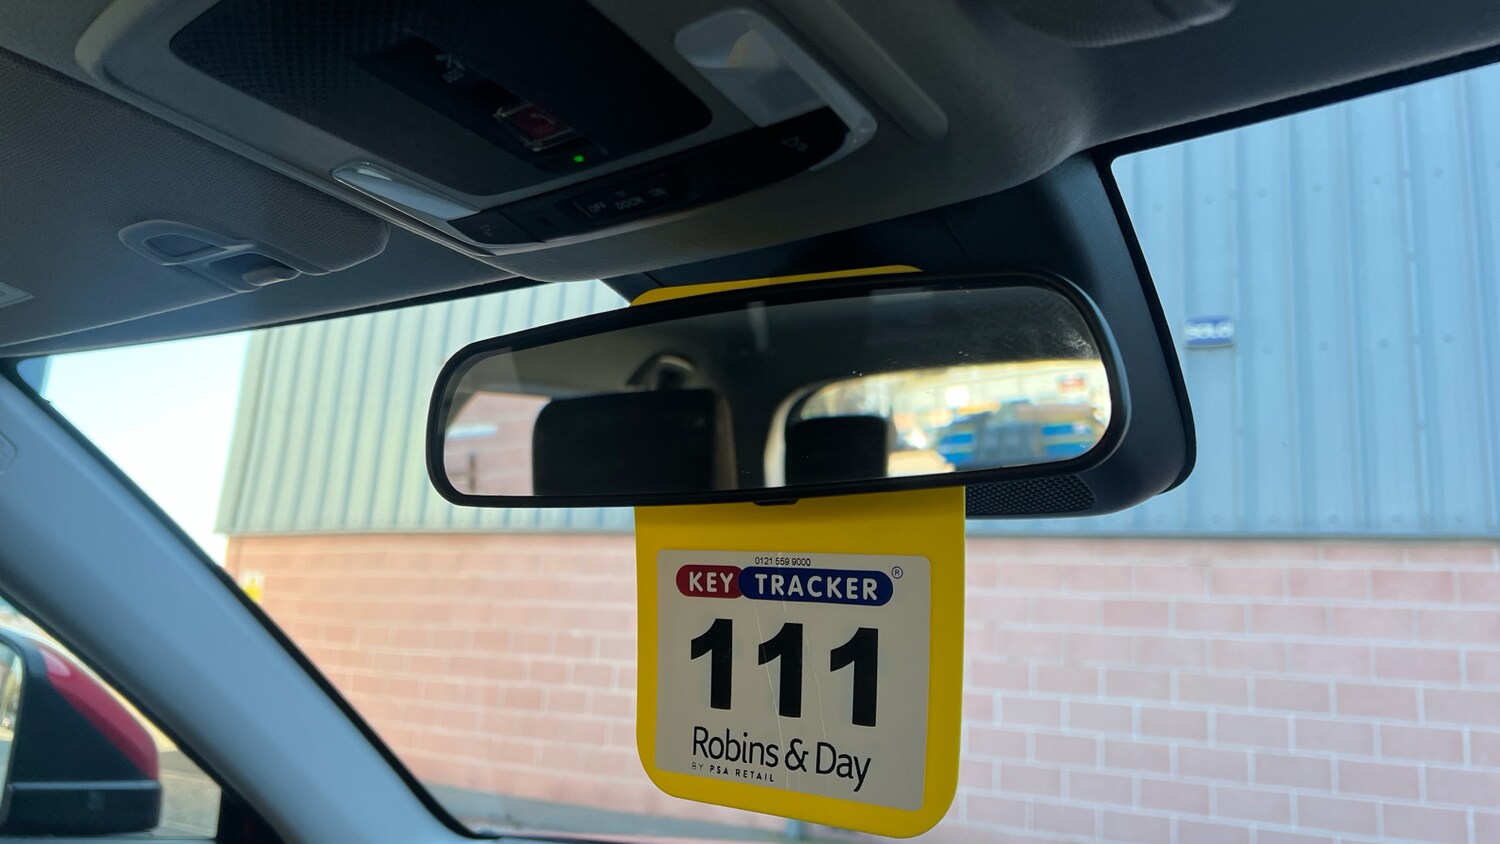 OFF DOOR ON
0121 559 9000
KEY TRACKER®
111
Robins & Day
BY PSA RETAIL